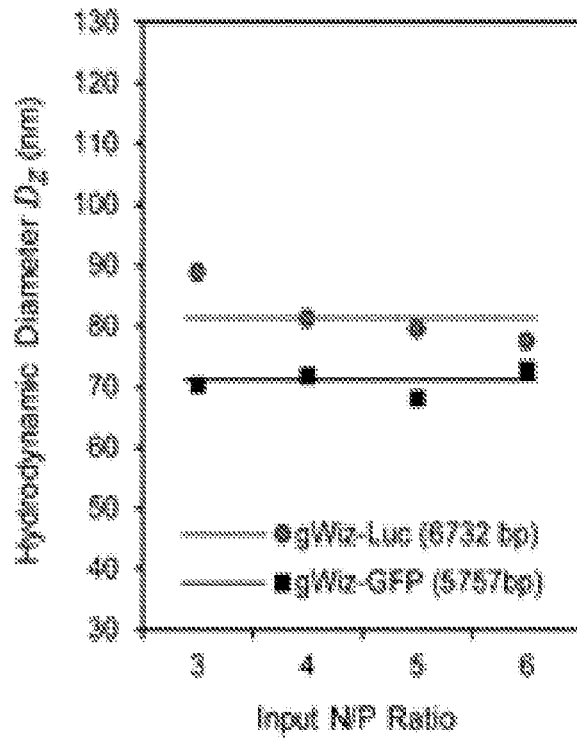 Hydrodynamic Diameter Dg (nm)
130
120
110
100
90
80
70
60
50
40
30
gWiz-Luc (6732 bp)
gWiz-GFP (5757bp)
3 4 5 6
Input N/P Ratio